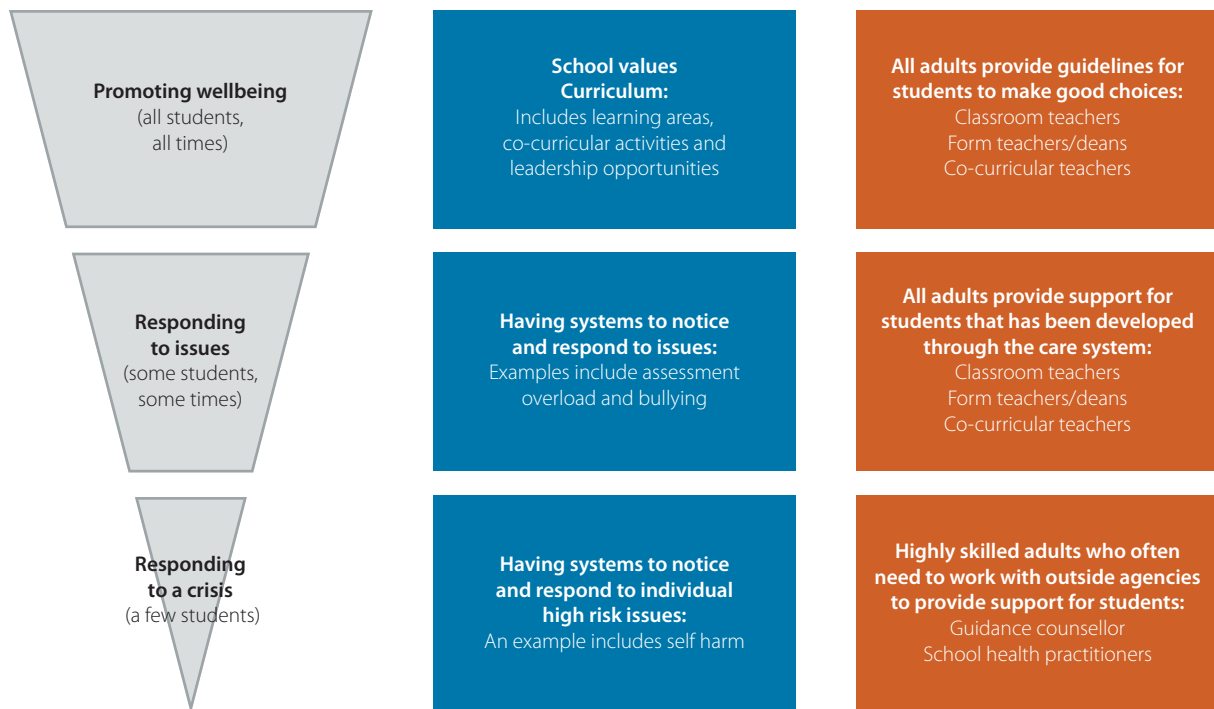 Promoting wellbeing
(all students,
all times)
School values
Curriculum:
Includes learning areas,
co-curricular activities and
leadership opportunities
All adults provide guidelines for
students to make good choices:
Classroom teachers
Form teachers/deans
Co-curricular teachers
Responding
to issues
(some students,
some times)
Having systems to notice
and respond to issues:
Examples include assessment
overload and bullying
All adults provide support for
students that has been developed
through the care system:
Classroom teachers
Form teachers/deans
Co-curricular teachers
Responding
to a crisis
(a few students)
Having systems to notice
and respond to individual
high risk issues:
An example includes self harm
Highly skilled adults who often
need to work with outside agencies
to provide support for students:
Guidance counsellor
School health practitioners